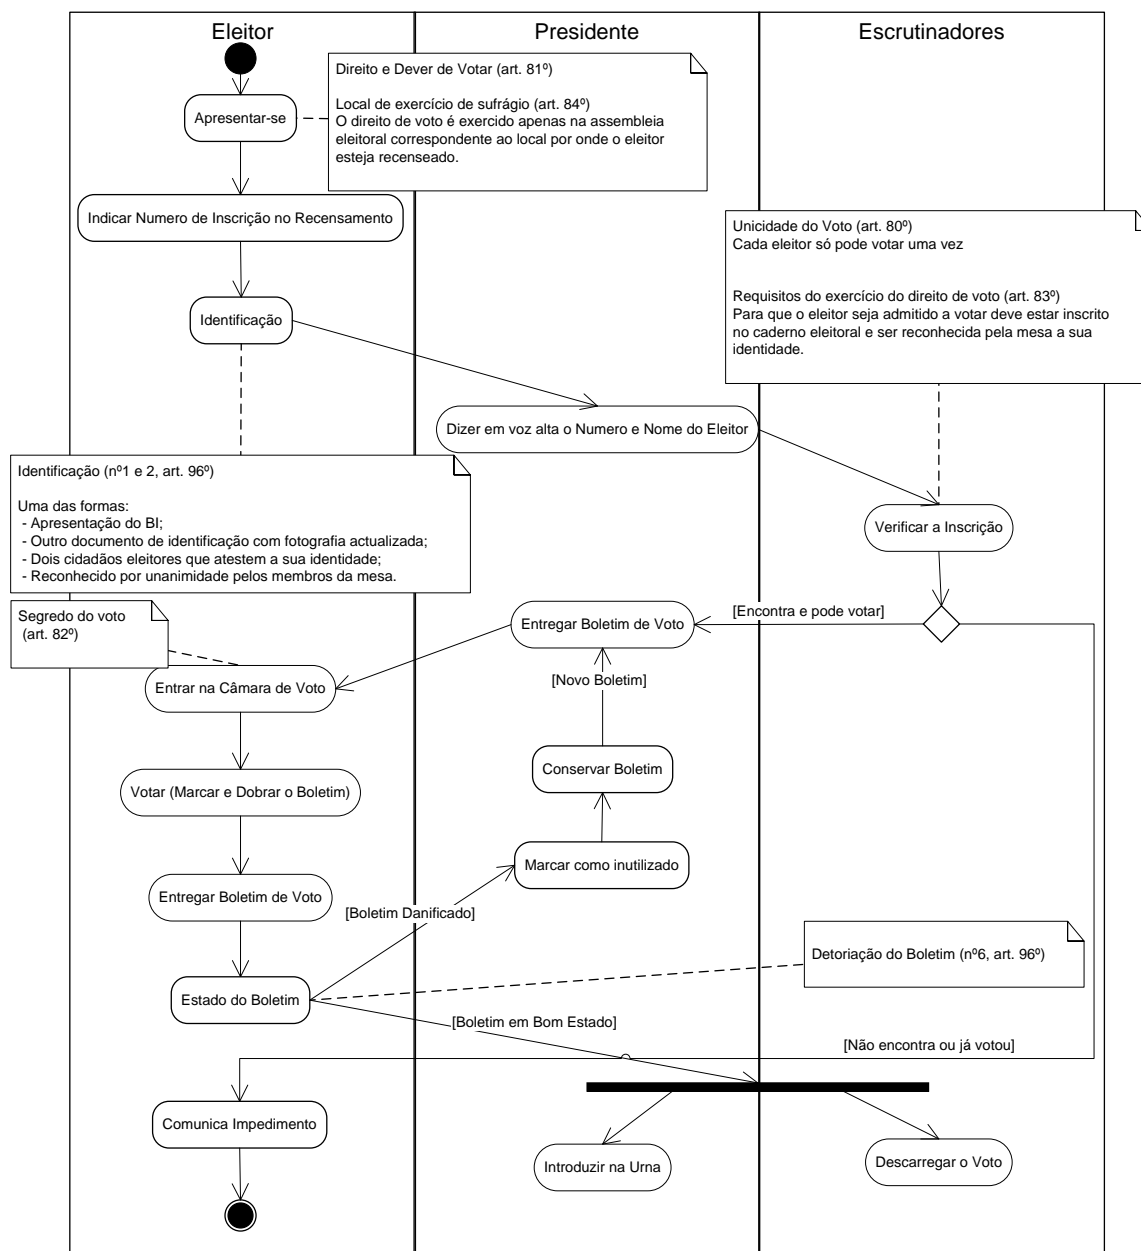 Eleitor
Presidente
Escrutinadores
Direito e Dever de Votar (art. 81º)
Local de exercício de sufrágio (art. 84º)
O direito de voto é exercido apenas na assembleia
eleitoral correspondente ao local por onde o eleitor
esteja recenseado.
Apresentar-se
Indicar Numero de Inscrição no Recensamento
Unicidade do Voto (art. 80º)
Cada eleitor só pode votar uma vez
Requisitos do exercício do direito de voto (art. 83º)
Para que o eleitor seja admitido a votar deve estar inscrito
no caderno eleitoral e ser reconhecida pela mesa a sua
identidade.
Identificação
Dizer em voz alta o Numero e Nome do Eleitor
Identificação (nº1 e 2, art. 96º)
Uma das formas:
- Apresentação do BI;
- Outro documento de identificação com fotografia actualizada;
- Dois cidadãos eleitores que atestem a sua identidade;
- Reconhecido por unanimidade pelos membros da mesa.
Verificar a Inscrição
Segredo do voto
(art. 82º)
[Encontra e pode votar]
Entregar Boletim de Voto
Entrar na Câmara de Voto
[Novo Boletim]
Conservar Boletim
Votar (Marcar e Dobrar o Boletim)
Marcar como inutilizado
Entregar Boletim de Voto
[Boletim Danificado]
Detoriação do Boletim (nº6, art. 96º)
Estado do Boletim
[Boletim em Bom Estado]
[Não encontra ou já votou]
Comunica Impedimento
Introduzir na Urna
Descarregar o Voto